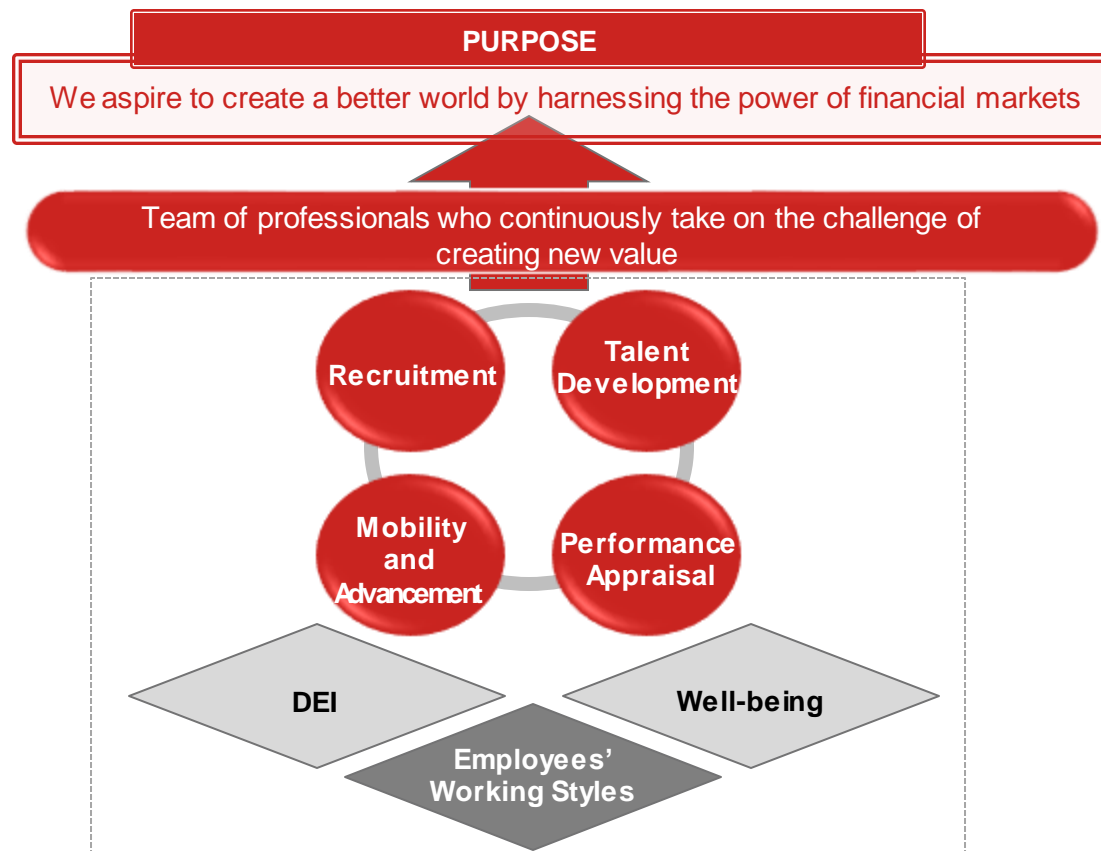 PURPOSE
We aspire to create a better world by harnessing the power of financial markets
Team of professionals who continuously take on the challenge of
creating new value
Recruitment
Talent
Development
Mobility
and
Advancement
Performance
Appraisal
DEI
Well-being
Employees’
Working Styles